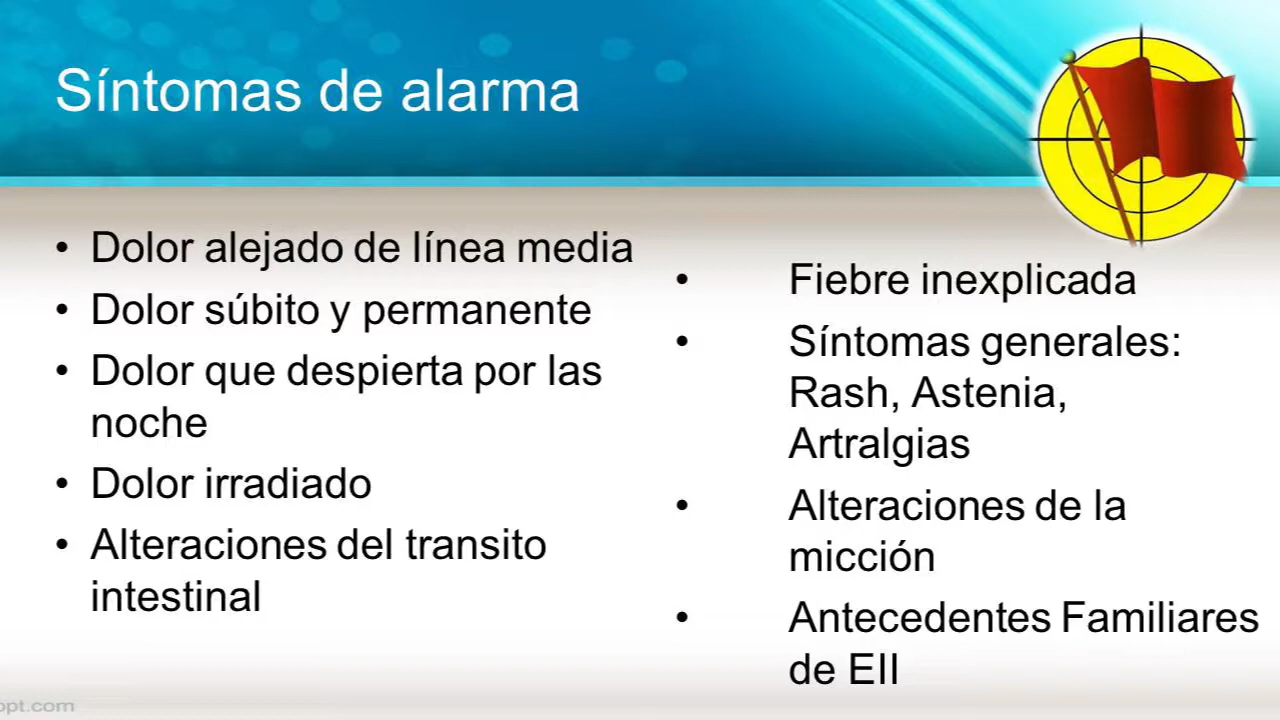 Síntomas de alarma
• Dolor alejado de línea media
• Dolor súbito y permanente
• Dolor que despierta por las
noche
• Dolor irradiado
• Alteraciones del transito
intestinal
• Fiebre inexplicada
• Síntomas generales:
Rash, Astenia,
Artralgias
• Alteraciones de la
micción
• Antecedentes Familiares
de EII
ppt.com